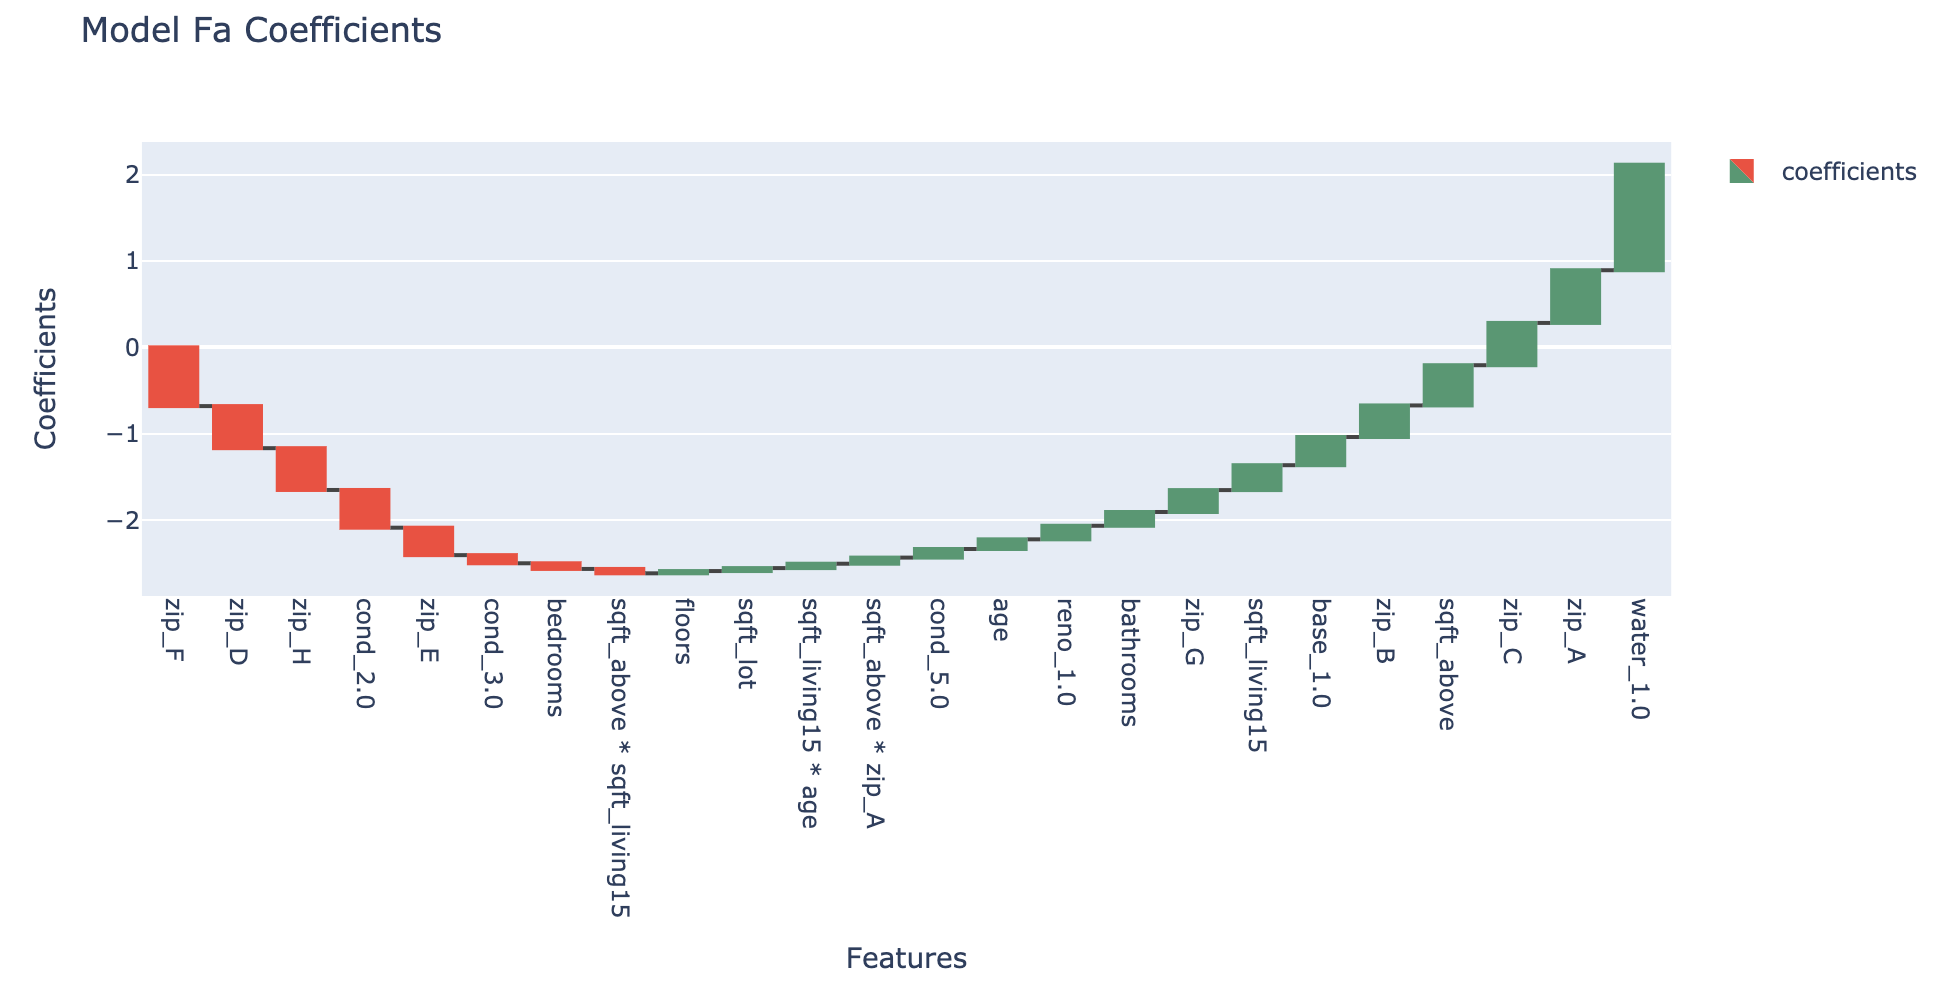 Model Fa Coefficients
coefficients
Coefficients
2
1
0
−1
−2
zip_F
zip_D
zip_H
cond_2.0
zip_E
cond_3.0
bedrooms
sqft_above * sqft_living15
floors
sqft_lot
sqft_living15 * age
sqft_above * zip_A
cond_5.0
age
reno_1.0
bathrooms
zip_G
sqft_living15
base_1.0
zip_B
sqft_above
zip_C
zip_A
water_1.0
Features